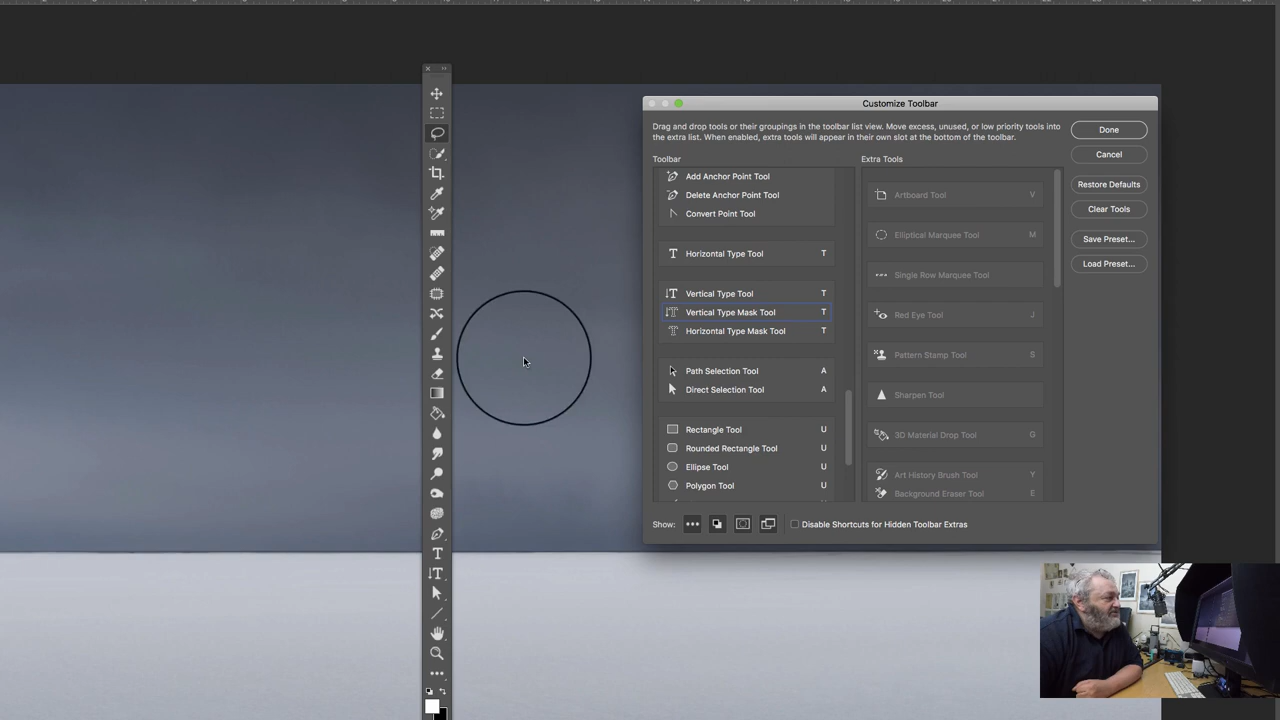 Customize Toolbar
Drag and drop tools or their groupings in the toolbar list view. Move excess, unused, or low priority tools into
the extra list. When enabled, extra tools will appear in their own slot at the bottom of the toolbar.
Done
Cancel
Restore Defaults
Clear Tools
Save Preset...
Load Preset...
Toolbar
Add Anchor Point Tool
Delete Anchor Point Tool
Convert Point Tool
Horizontal Type Tool T
Vertical Type Tool T
Vertical Type Mask Tool T
Horizontal Type Mask Tool T
Path Selection Tool A
Direct Selection Tool A
Rectangle Tool U
Rounded Rectangle Tool U
Ellipse Tool U
Polygon Tool U
Extra Tools
Artboard Tool V
Elliptical Marquee Tool M
Single Row Marquee Tool
Red Eye Tool J
Pattern Stamp Tool S
Sharpen Tool
3D Material Drop Tool G
Art History Brush Tool Y
Background Eraser Tool E
Show:
Disable Shortcuts for Hidden Toolbar Extras